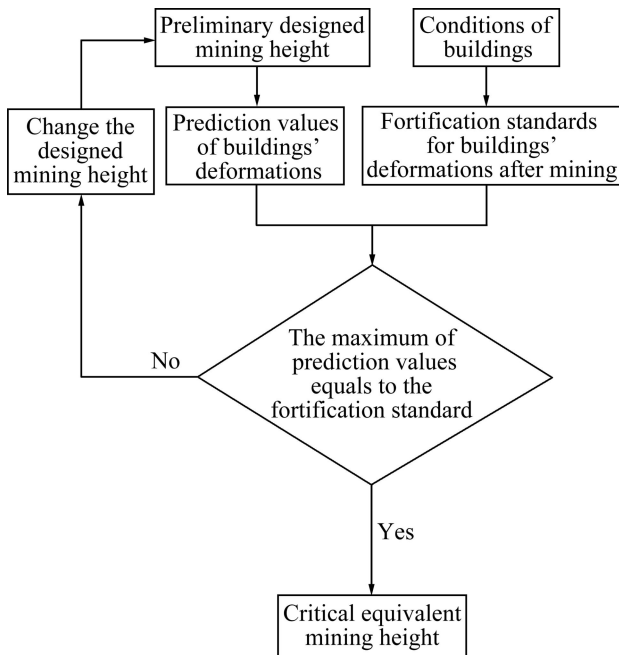 Preliminary designed
mining height
Conditions of
buildings
Change the
designed
mining height
Prediction values
of buildings’
deformations
Fortification standards
for buildings’
deformations after mining
The maximum of
prediction values
equals to the
fortification standard
No
Yes
Critical equivalent
mining height